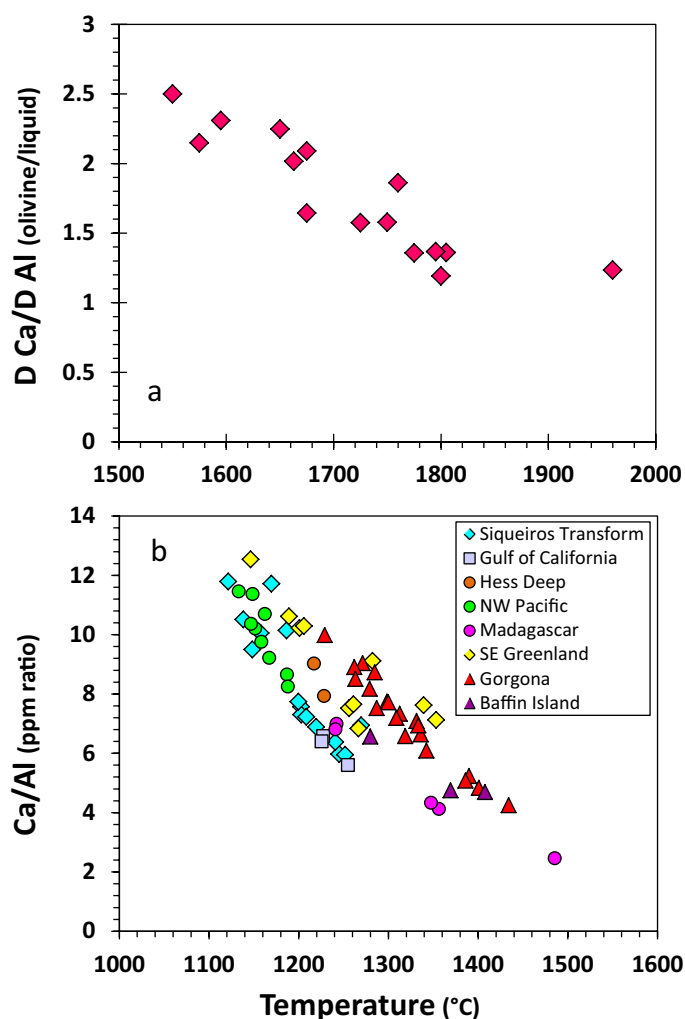 3
2.5
2
1.5
1
0.5
0
D Ca/D Al (olivine/liquid)
a
1500 1600 1700 1800 1900 2000
14
12
10
8
6
4
2
0
Ca/Al (ppm ratio)
b
Siqueiros Transform
Gulf of California
Hess Deep
NW Pacific
Madagascar
SE Greenland
Gorgona
Baffin Island
1000 1100 1200 1300 1400 1500 1600
Temperature (°C)